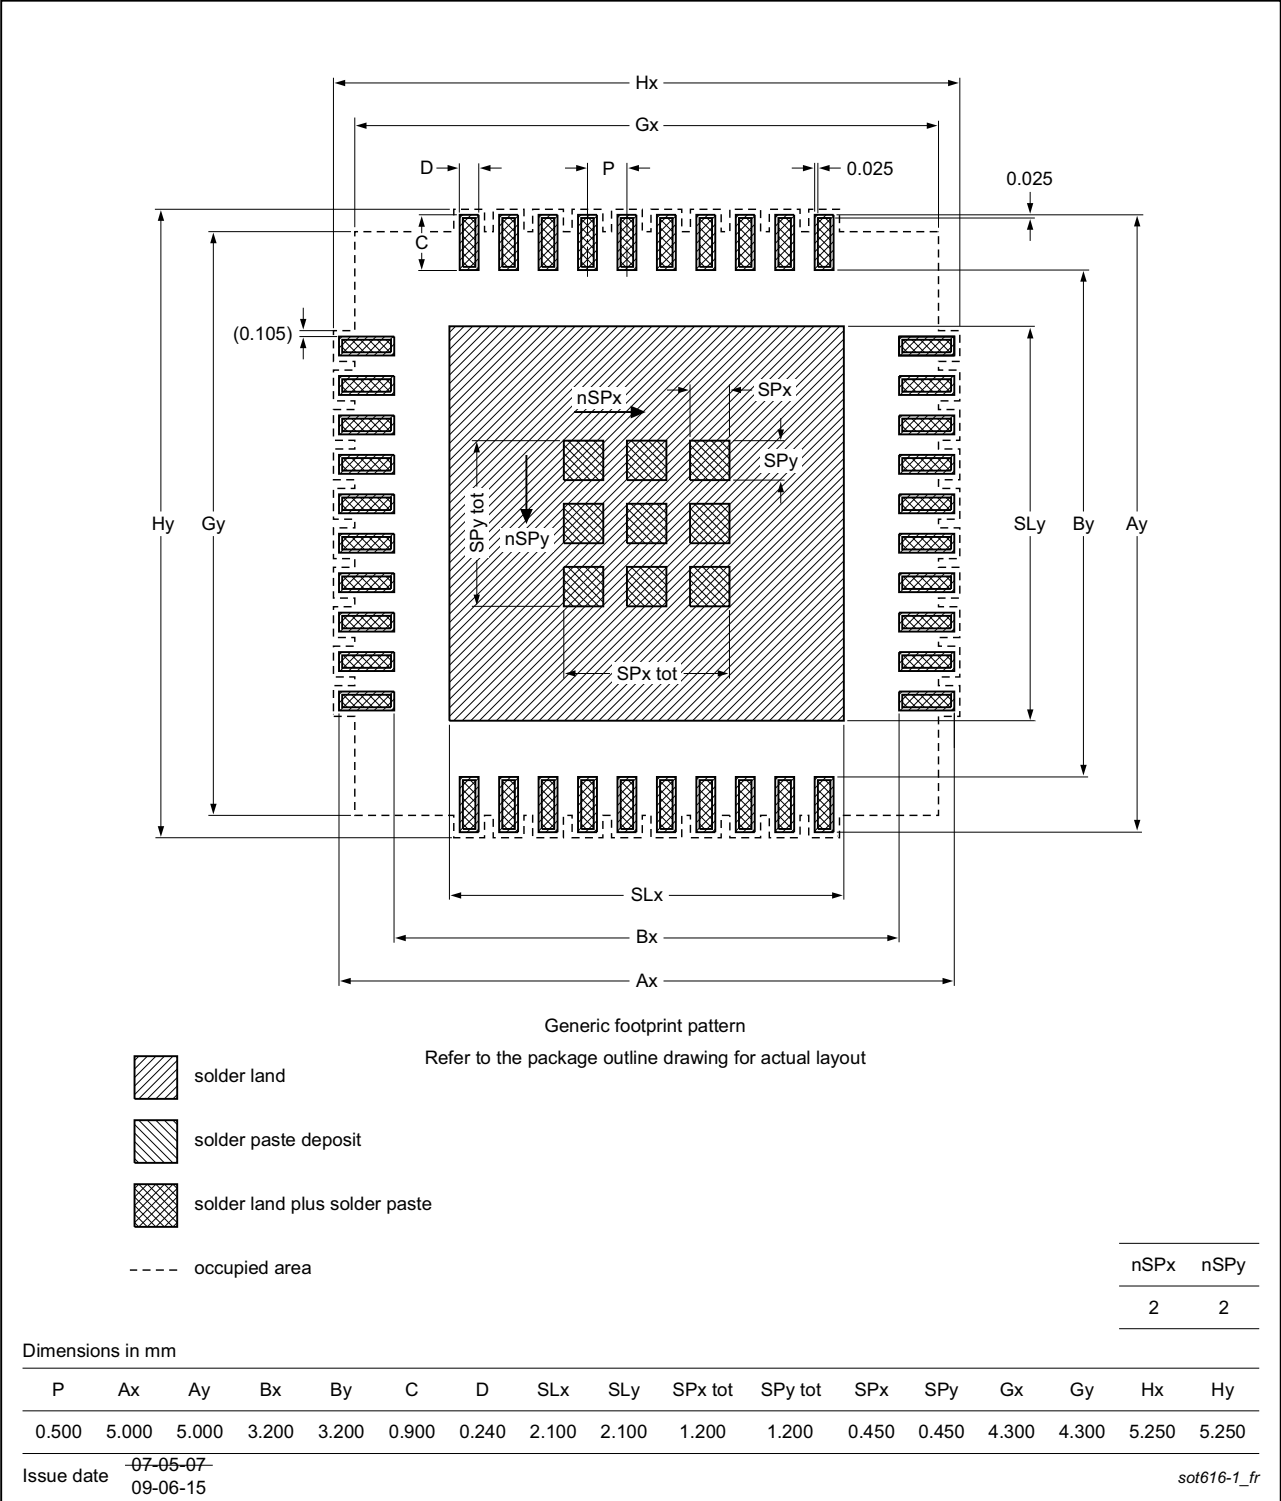 Hx
Gx
D
P
0.025
0.025
C
(0.105)
nSPx
SPx
SPy
Hy
Gy
SPy tot
nSPy
SLy
By
Ay
SPx tot
SLx
Bx
Ax
Generic footprint pattern
Refer to the package outline drawing for actual layout
solder land
solder paste deposit
solder land plus solder paste
occupied area
nSPx nSPy
2 2
Dimensions in mm
P Ax Ay Bx By C D SLx SLy SPx tot SPy tot SPx SPy Gx Gy Hx Hy
0.500 5.000 5.000 3.200 3.200 0.900 0.240 2.100 2.100 1.200 1.200 0.450 0.450 4.300 4.300 5.250 5.250
Issue date
07-05-07
09-06-15
sot616-1_fr